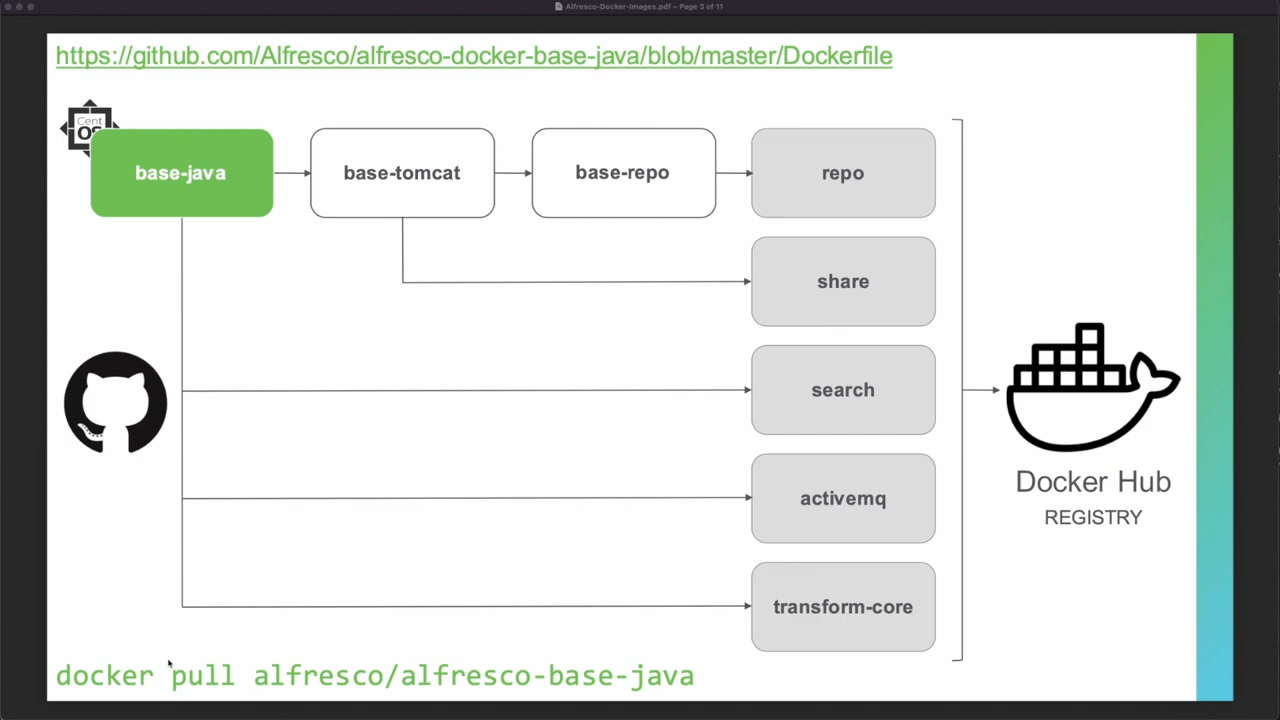 Alfresco-Docker-Images.pdf – Page 3 of 11
https://github.com/Alfresco/alfresco-docker-base-java/blob/master/Dockerfile
Cent
OS
base-java
base-tomcat
base-repo
repo
share
search
activemq
transform-core
Docker Hub
REGISTRY
docker pull alfresco/alfresco-base-java